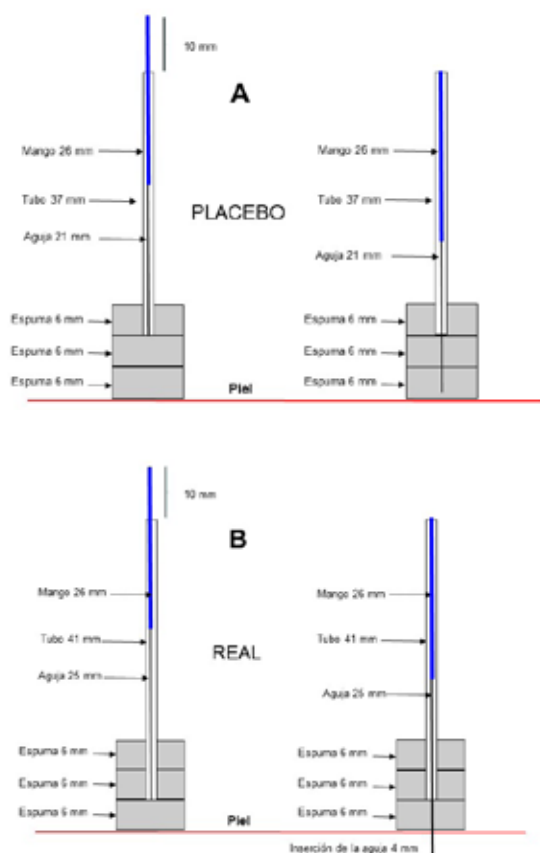 10 mm
A
Mango 26 mm
Mango 26 mm
Tubo 37 mm
Tubo 37 mm
PLACEBO
Aguja 21 mm
Aguja 21 mm
Espuma 6 mm
Espuma 6 mm
Espuma 6 mm
Espuma 6 mm
Espuma 6 mm
Espuma 6 mm
Piel
10 mm
B
Mango 26 mm
Mango 26 mm
Tubo 41 mm
Tubo 41 mm
REAL
Aguja 25 mm
Aguja 25 mm
Espuma 6 mm
Espuma 6 mm
Espuma 6 mm
Espuma 6 mm
Espuma 6 mm
Espuma 6 mm
Piel
Inserción de la aguja 4 mm